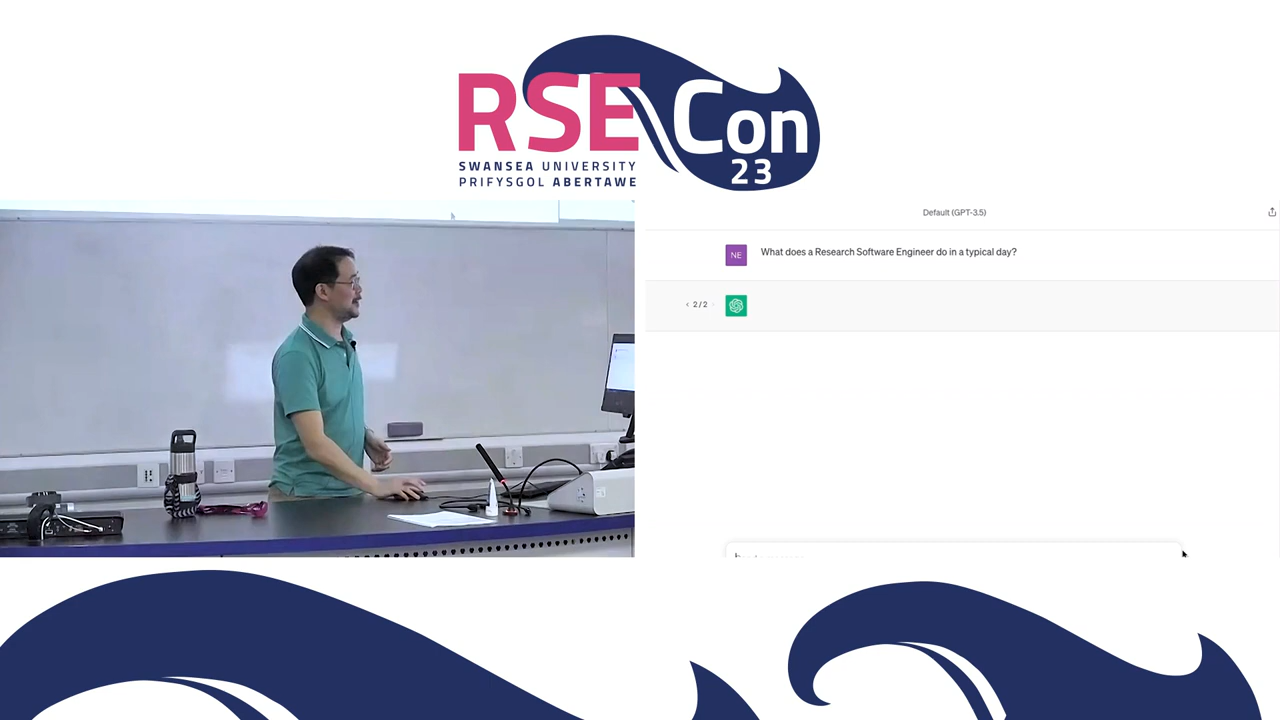 RSE Con
23
SWANSEA UNIVERSITY
PRIFYSGOL ABERTAWE
Default (GPT-3.5)
NE
What does a Research Software Engineer do in a typical day?
< 2 / 2